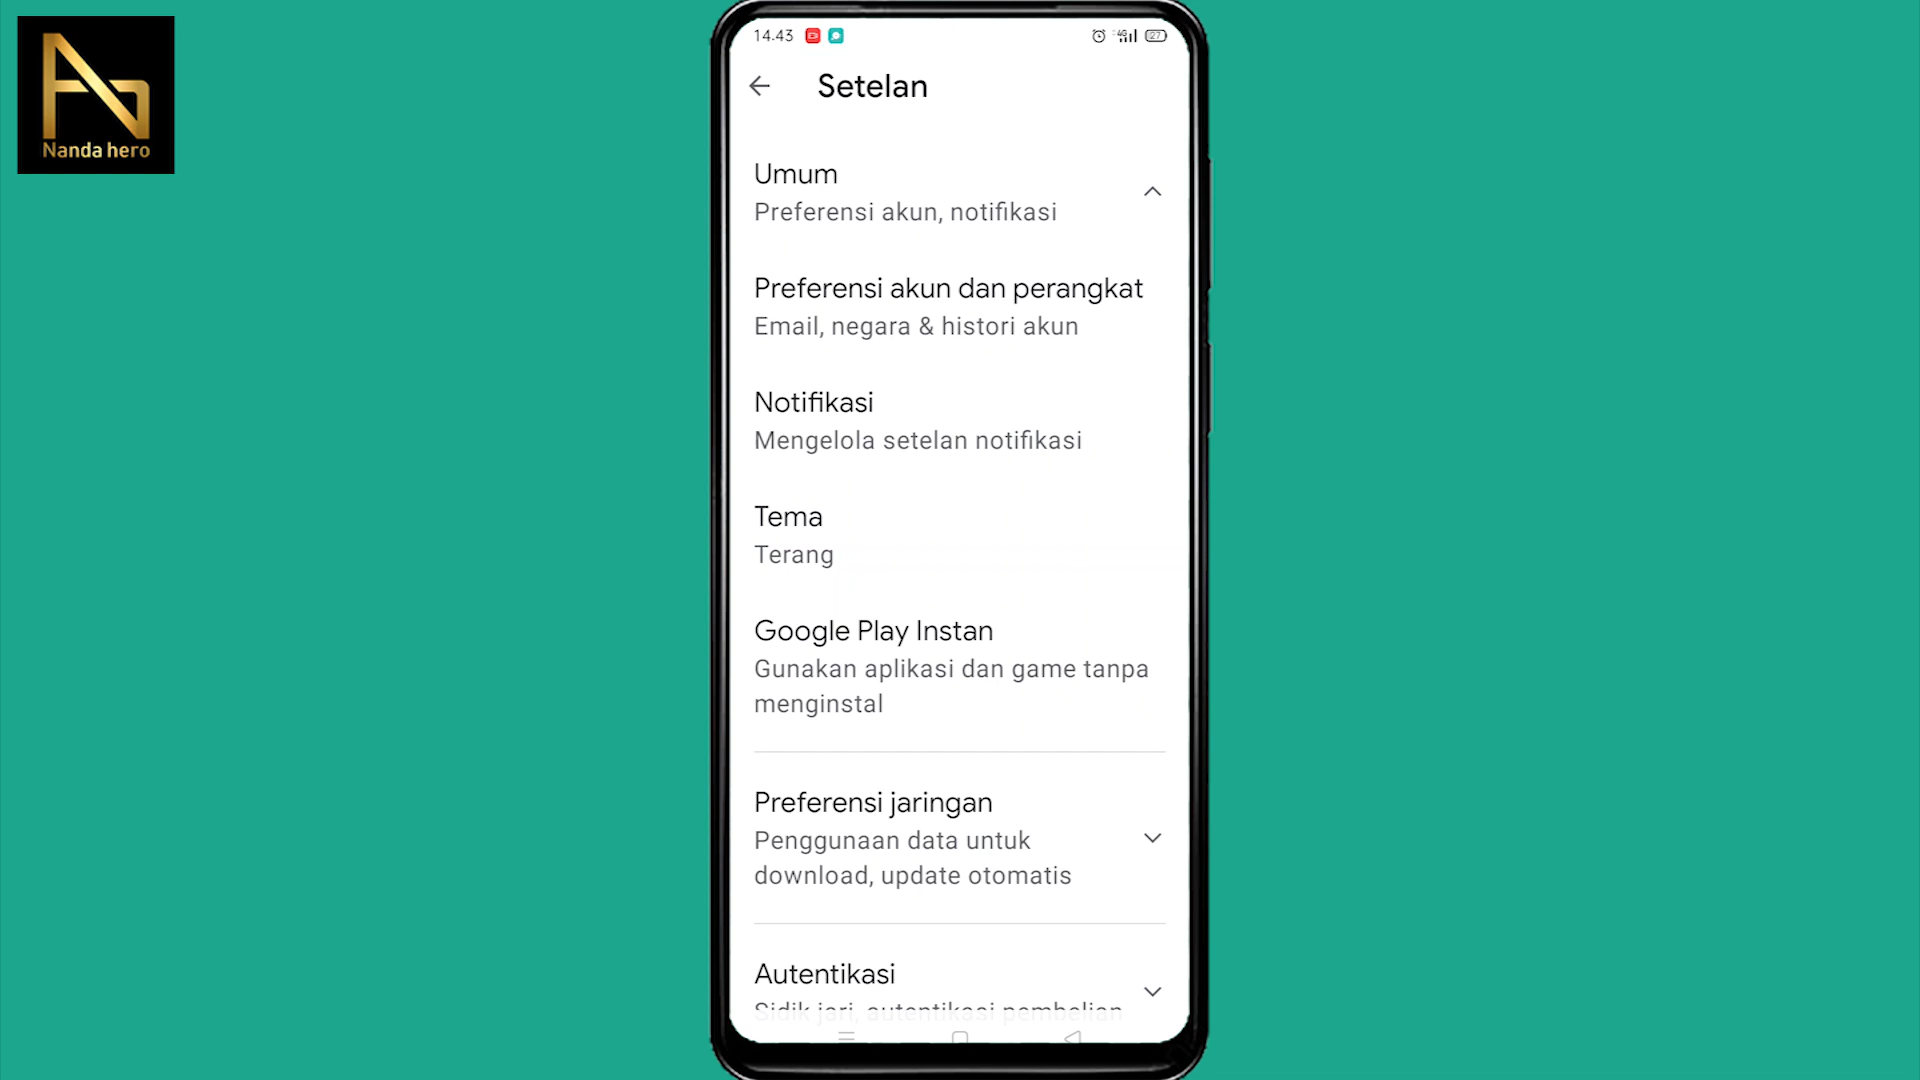 Nanda hero
14.43
4G
27
Setelan
Umum
Preferensi akun, notifikasi
Preferensi akun dan perangkat
Email, negara & histori akun
Notifikasi
Mengelola setelan notifikasi
Tema
Terang
Google Play Instan
Gunakan aplikasi dan game tanpa
menginstal
Preferensi jaringan
Penggunaan data untuk
download, update otomatis
Autentikasi
Sidik jari, autentikasi pembelian